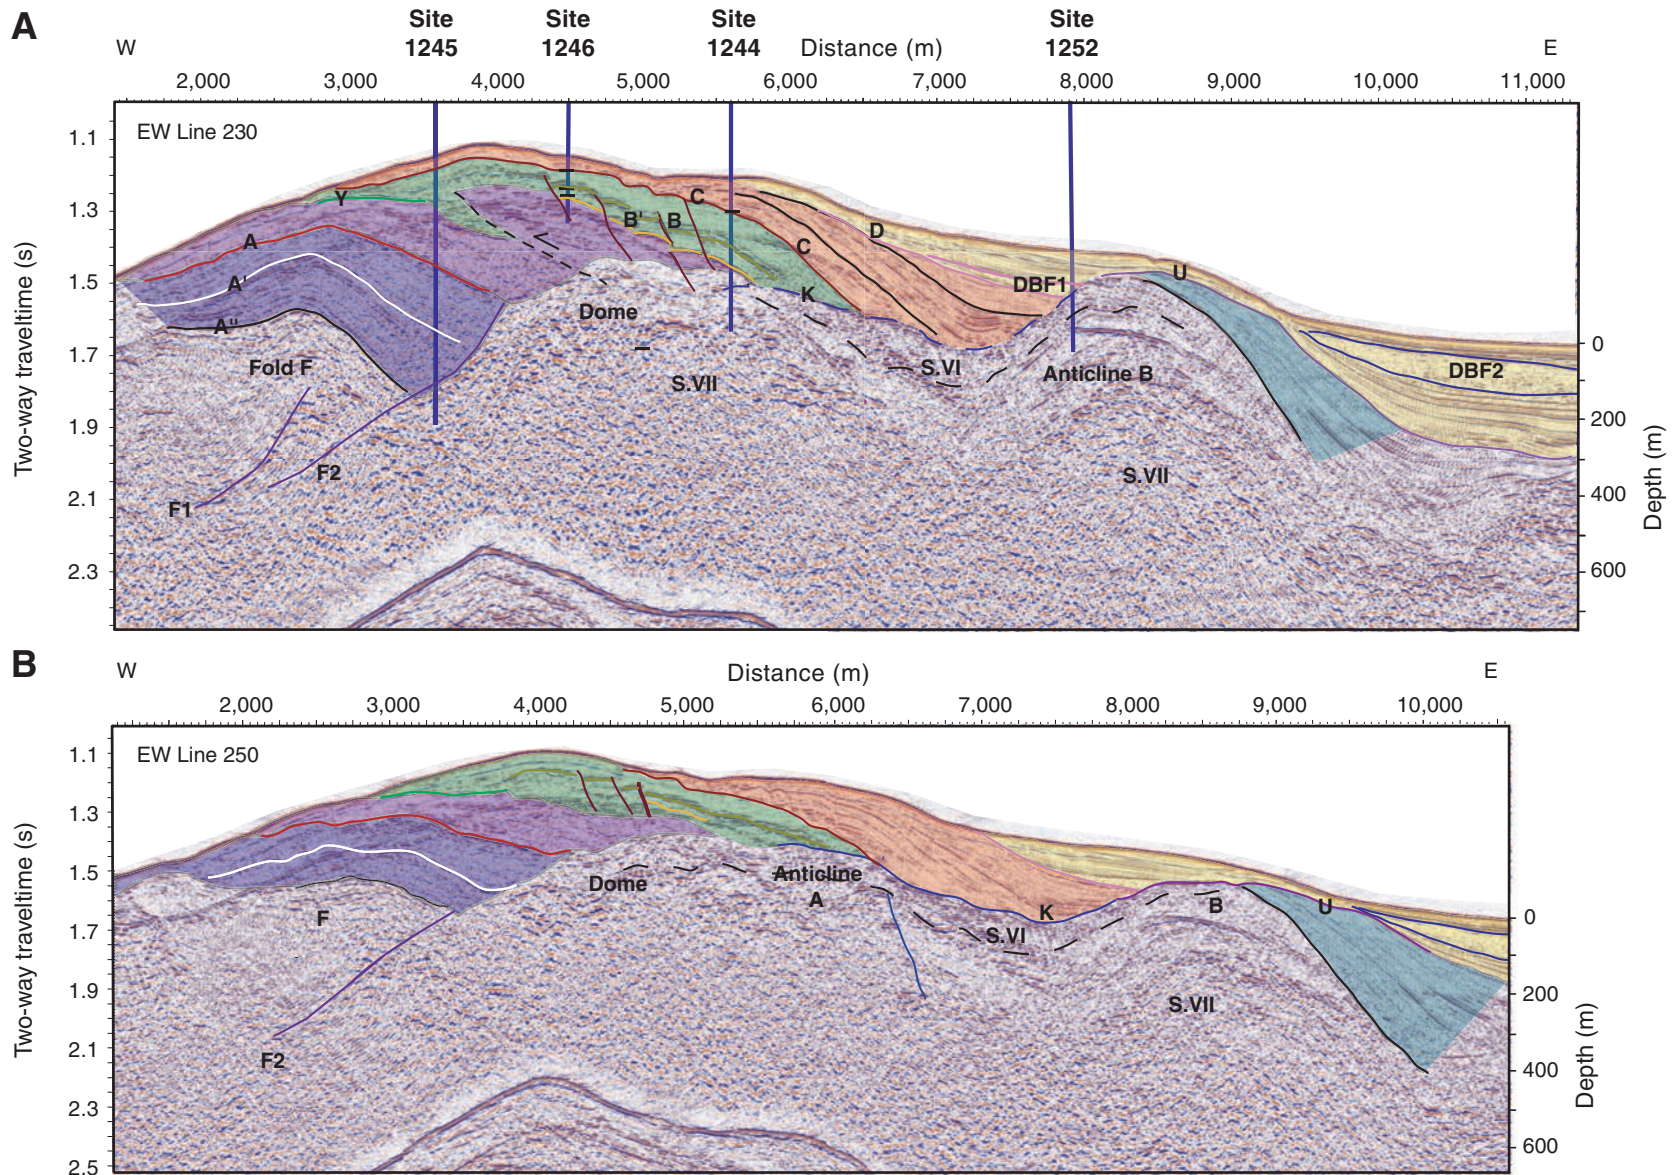 A
Site 1245
Site 1246
Site 1244
Site 1252
W
Distance (m)
E
2,000 3,000 4,000 5,000 6,000 7,000 8,000 9,000 10,000 11,000
EW Line 230
Two-way traveltime (s)
1.1
1.3
1.5
1.7
1.9
2.1
2.3
Y
A
A'
A"
Fold F
F1
F2
B'
B
C
C
D
K
Dome
S.VII
S.VI
DBF1
Anticline B
S.VII
U
DBF2
0
200
400
600
Depth (m)
B
W
Distance (m)
E
2,000 3,000 4,000 5,000 6,000 7,000 8,000 9,000 10,000
EW Line 250
Two-way traveltime (s)
1.1
1.3
1.5
1.7
1.9
2.1
2.3
2.5
F
F2
Dome
Anticline
A
K
S.VI
B
S.VII
U
0
200
400
600
Depth (m)